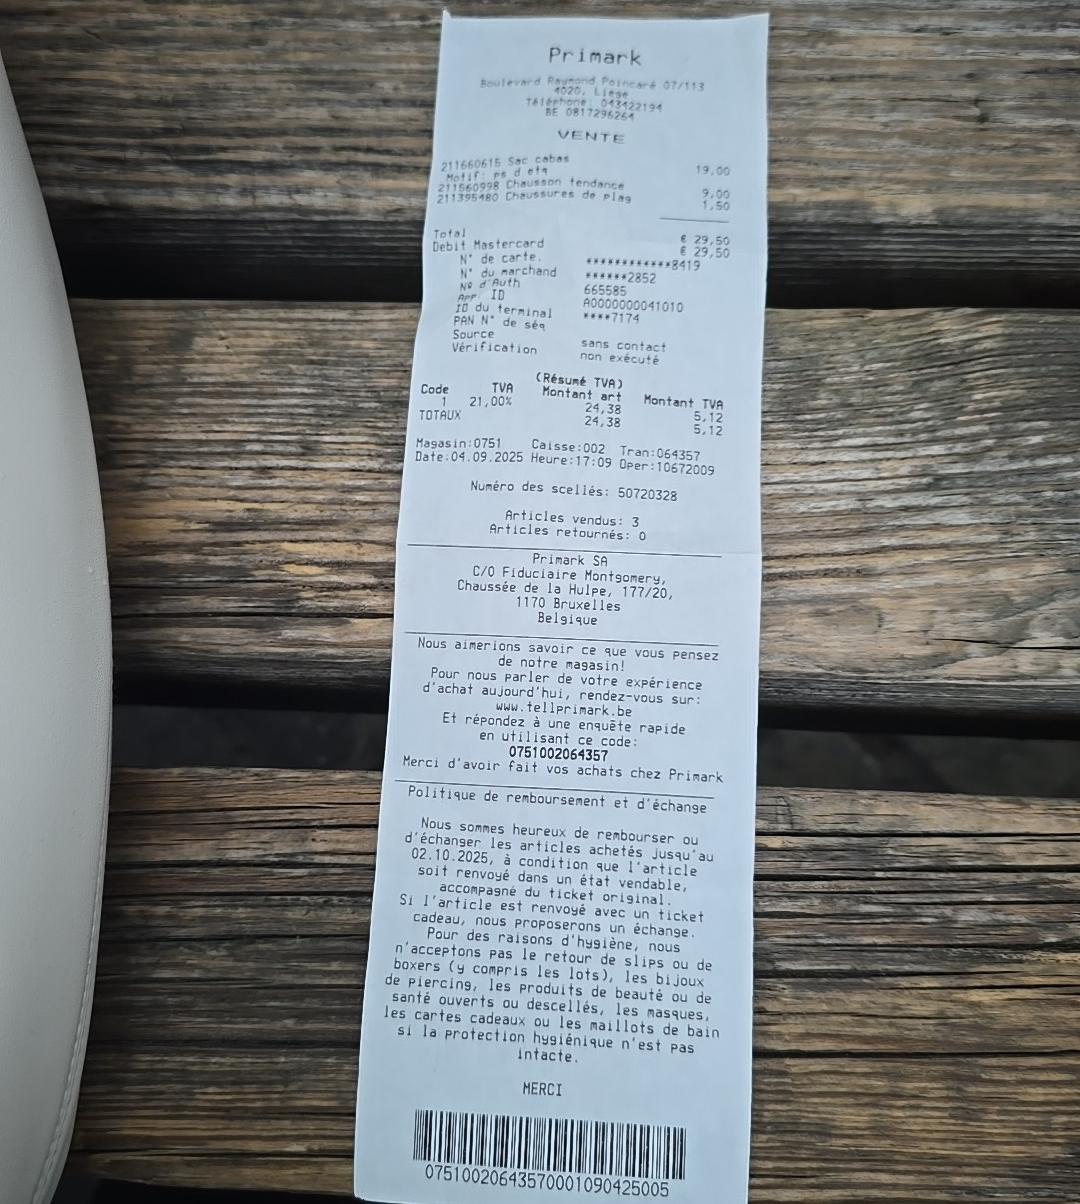 Primark
Boulevard Raymond Poincaré 07/113
4020, Liege
Téléphone: 043422194
BE 0817296264
VENTE
211660615 Sac cabas 19,00
Motif: ps d etq
211560998 Chausson tendance 9,00
211395480 Chaussures de plag 1,50
Total € 29,50
Debit Mastercard € 29,50
N° de carte. ************8419
N° du marchand ******2852
Nº d'Auth 665585
APP. ID A0000000041010
ID du terminal ****7174
PAN N° de séq
Source sans contact
Vérification non exécuté
(Résumé TVA)
Code TVA Montant art Montant TVA
1 21,00% 24,38 5,12
TOTAUX 24,38 5,12
Magasin:0751 Caisse:002 Tran:064357
Date:04.09.2025 Heure:17:09 Oper:10672009
Numéro des scellés: 50720328
Articles vendus: 3
Articles retournés: 0
Primark SA
C/O Fiduciaire Montgomery,
Chaussée de la Hulpe, 177/20,
1170 Bruxelles
Belgique
Nous aimerions savoir ce que vous pensez
de notre magasin!
Pour nous parler de votre expérience
d'achat aujourd'hui, rendez-vous sur:
www.tellprimark.be
Et répondez à une enquête rapide
en utilisant ce code:
0751002064357
Merci d'avoir fait vos achats chez Primark
Politique de remboursement et d'échange
Nous sommes heureux de rembourser ou
d'échanger les articles achetés jusqu'au
02.10.2025, à condition que l'article
soit renvoyé dans un état vendable,
accompagné du ticket original.
Si l'article est renvoyé avec un ticket
cadeau, nous proposerons un échange.
Pour des raisons d'hygiène, nous
n'acceptons pas le retour de slips ou de
boxers (y compris les lots), les bijoux
de piercing, les produits de beauté ou de
santé ouverts ou descellés, les masques,
les cartes cadeaux ou les maillots de bain
si la protection hygiénique n'est pas
intacte.
MERCI
07510020643570001090425005